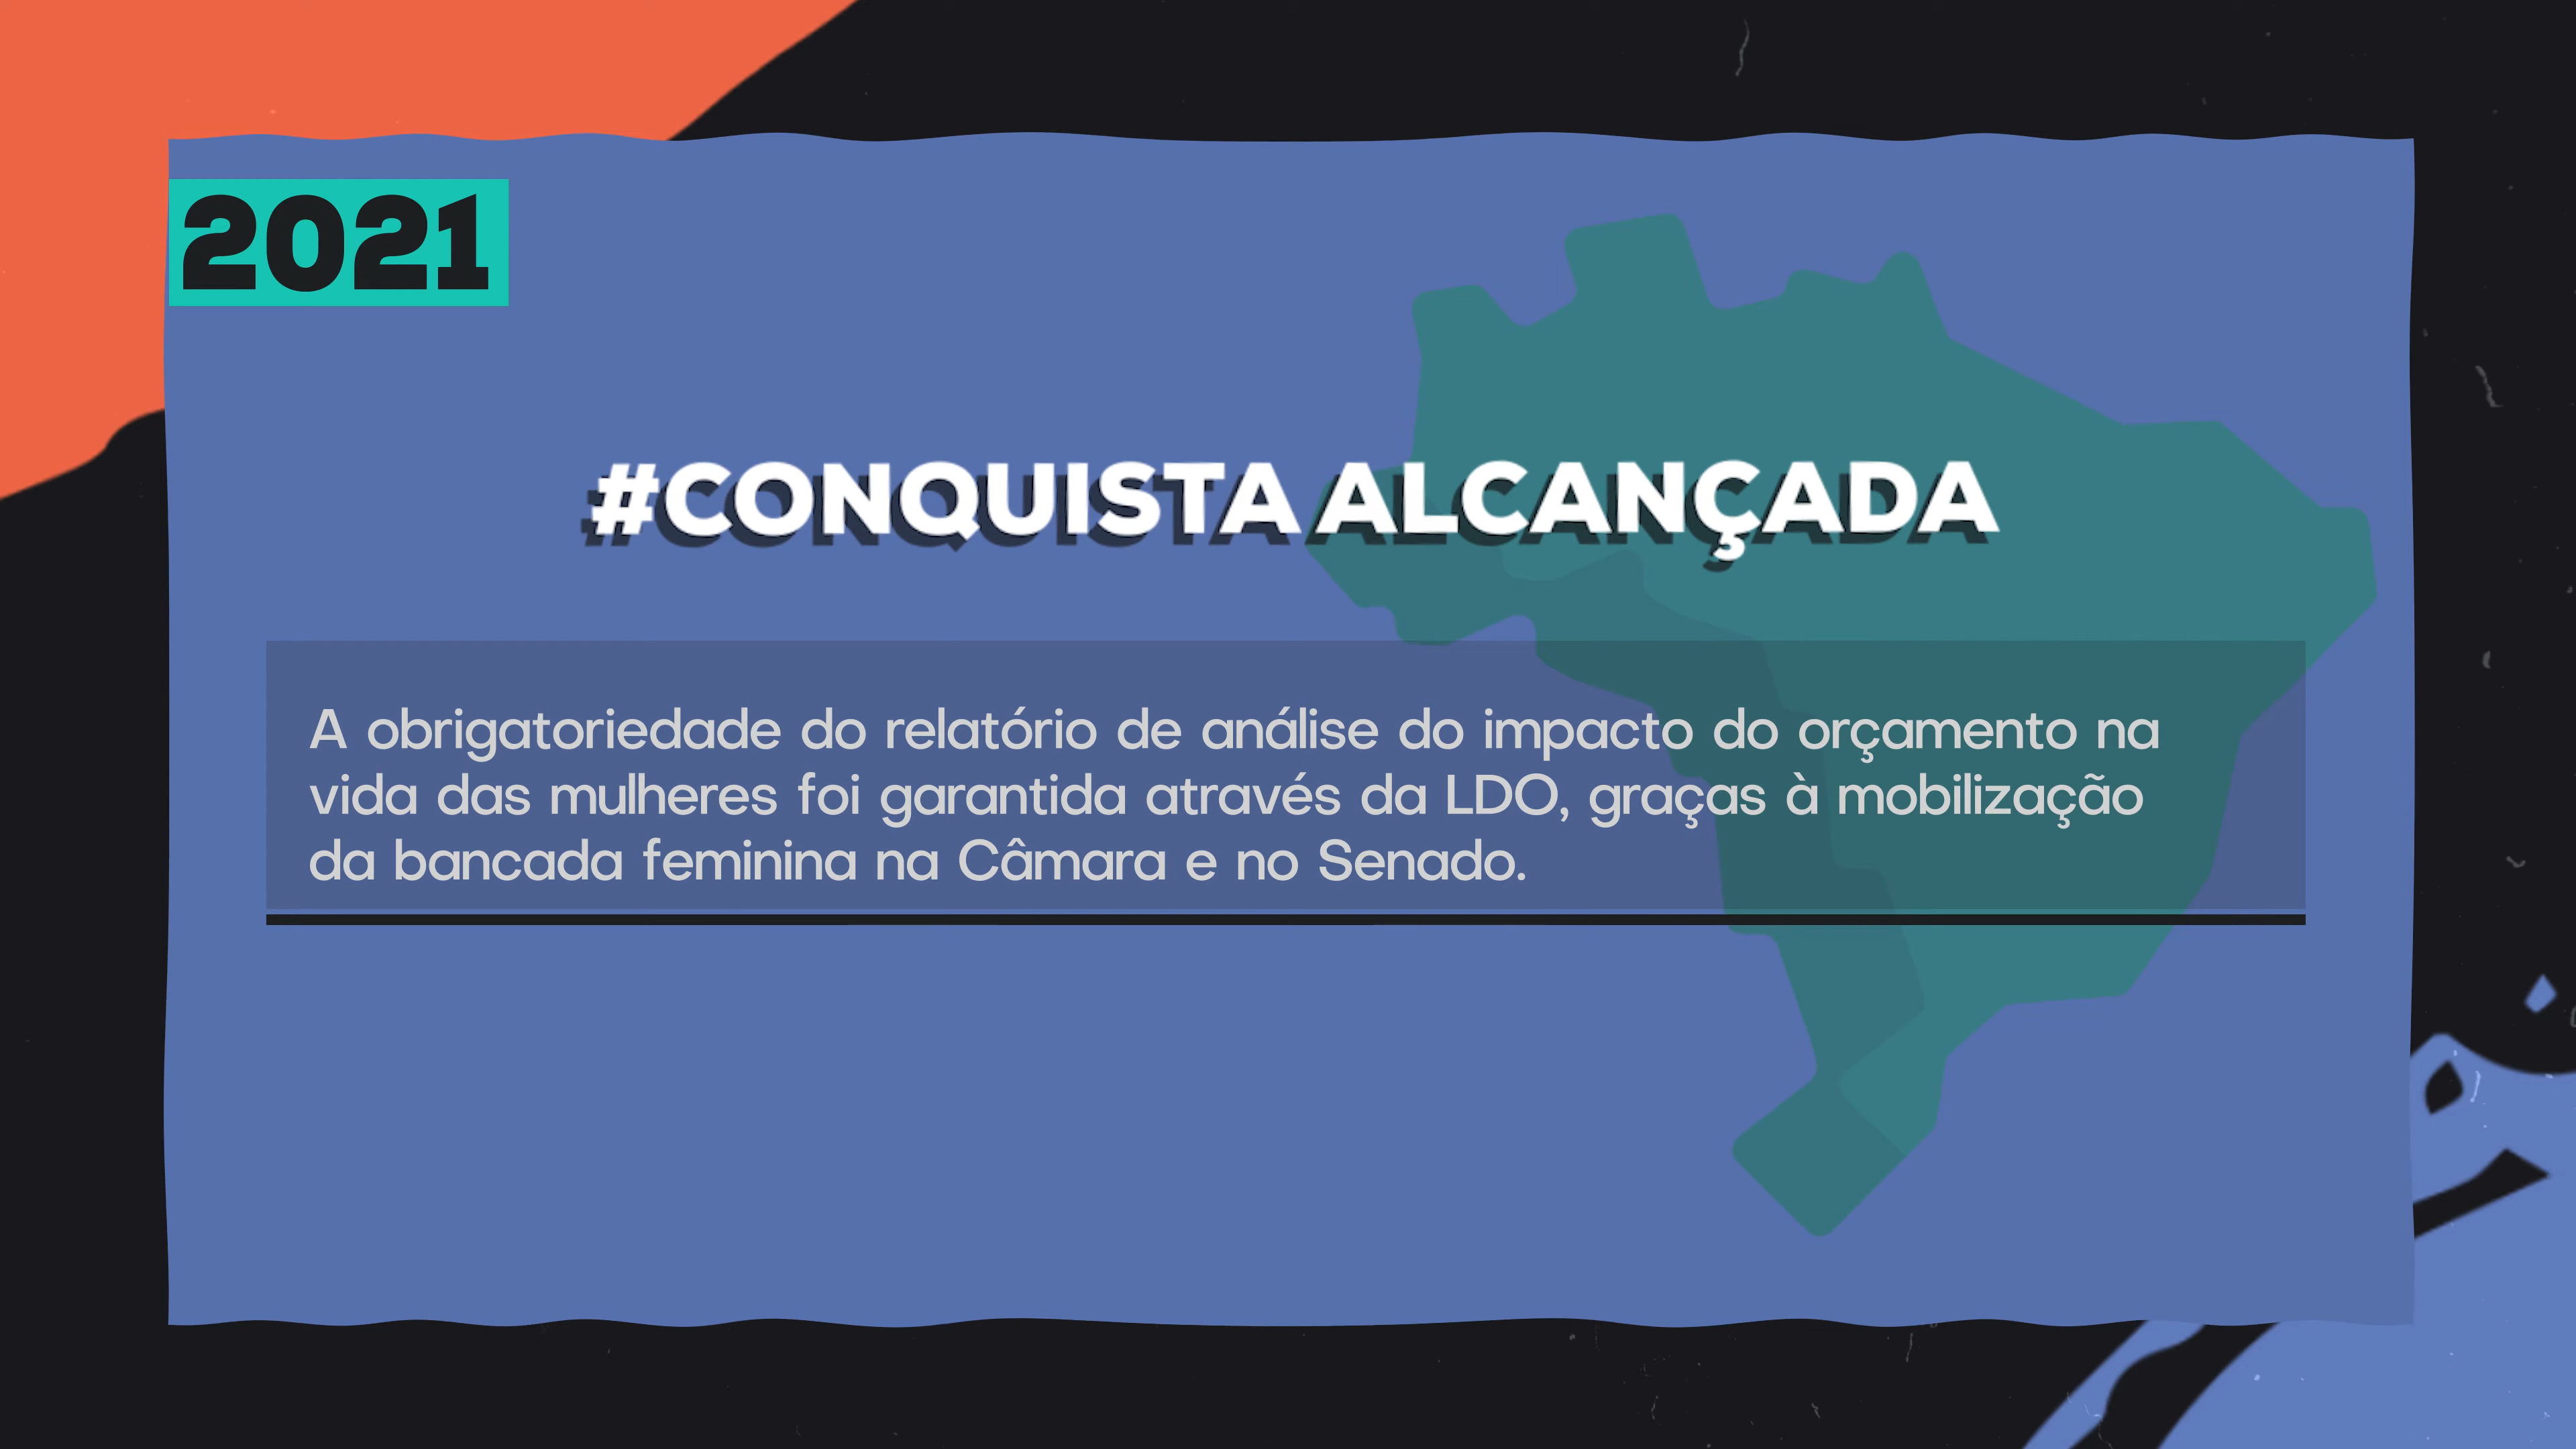 2021
#CONQUISTA ALCANÇADA
A obrigatoriedade do relatório de análise do impacto do orçamento na
vida das mulheres foi garantida através da LDO, graças à mobilização
da bancada feminina na Câmara e no Senado.